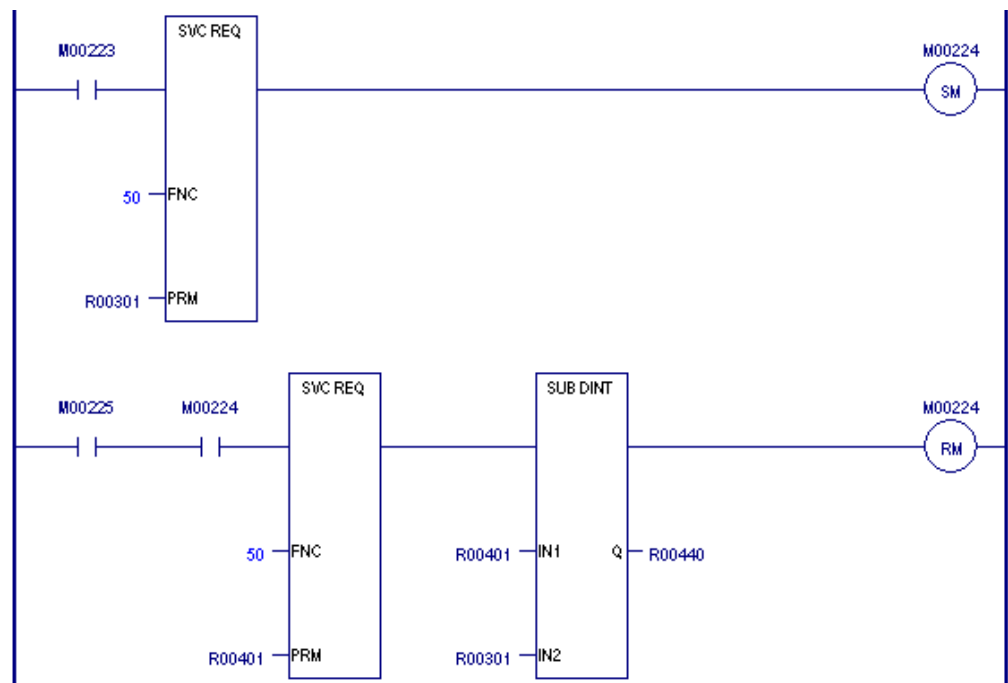 SVC REQ
M00223
M00224
SM
50
FNC
R00301
PRM
SVC REQ
SUB DINT
M00225
M00224
M00224
RM
50
FNC
R00401
IN1
Q
R00440
R00401
PRM
R00301
IN2